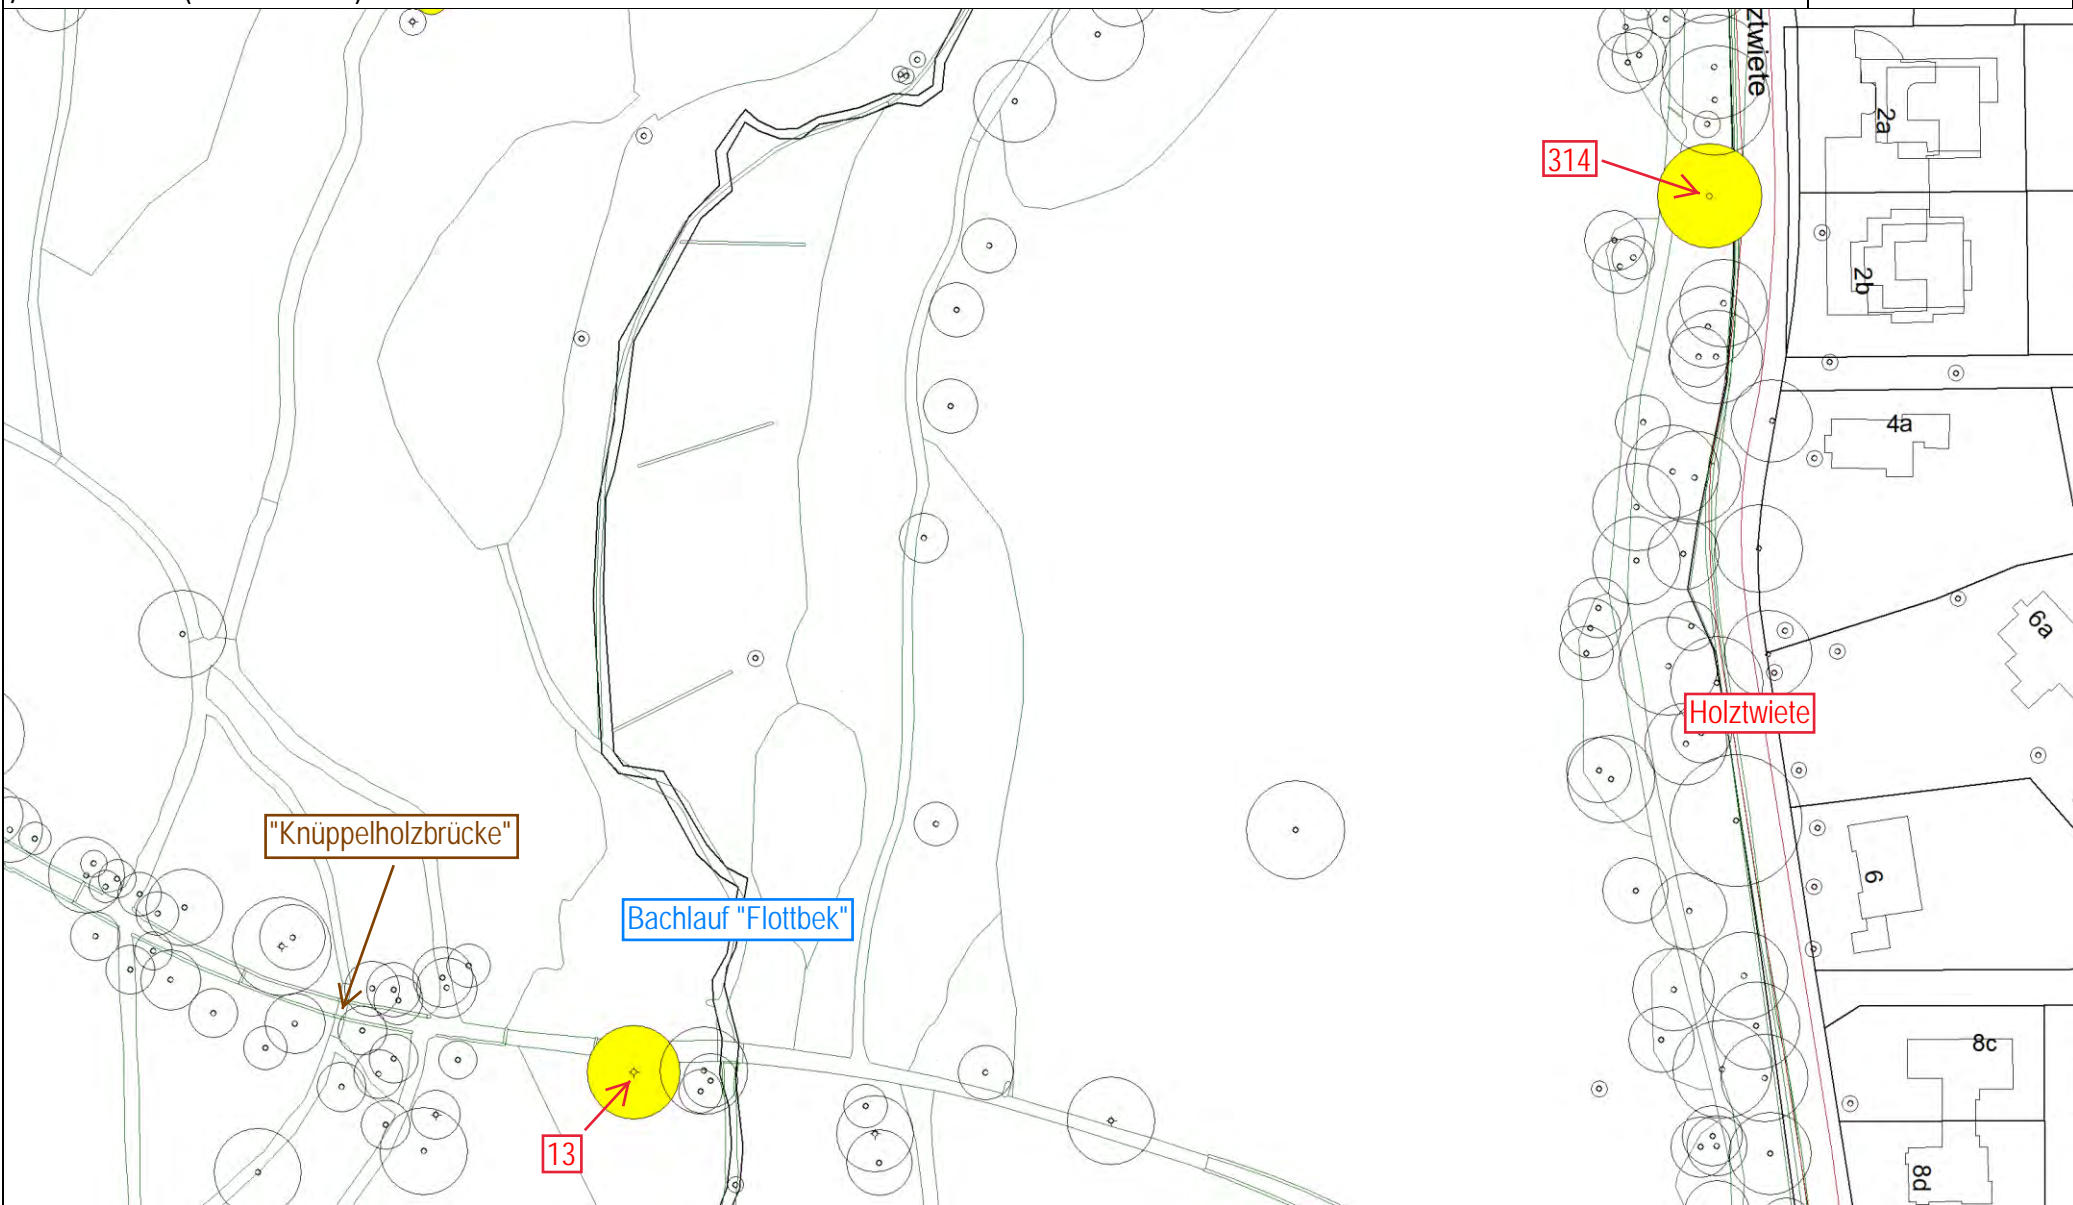 ztwiete
2a
314
2b
4a
6a
Holztwiete
"Knüppelholzbrücke"
6
Bachlauf "Flottbek"
8c
13
8d